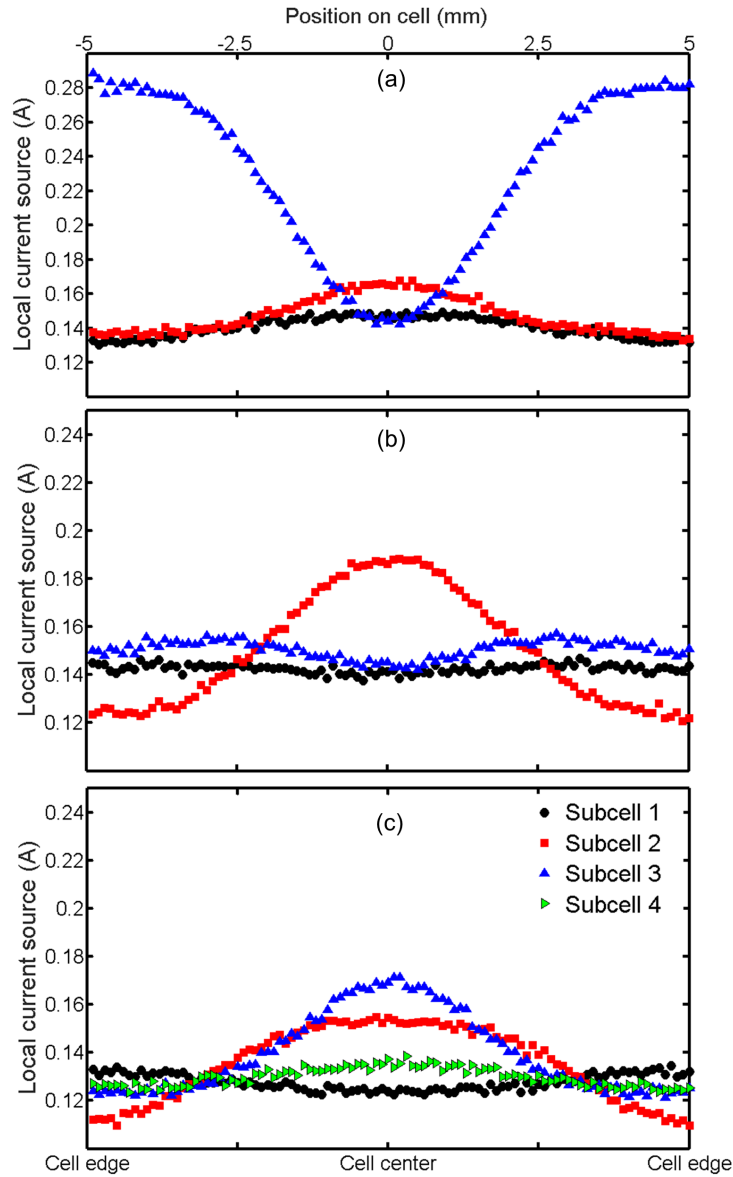 Position on cell (mm)
-5 -2.5 0 2.5 5
(a)
Local current source (A)
0.28
0.26
0.24
0.22
0.2
0.18
0.16
0.14
0.12
(b)
Local current source (A)
0.24
0.22
0.2
0.18
0.16
0.14
0.12
(c)
Local current source (A)
0.24
0.22
0.2
0.18
0.16
0.14
0.12
Subcell 1
Subcell 2
Subcell 3
Subcell 4
Cell edge Cell center Cell edge